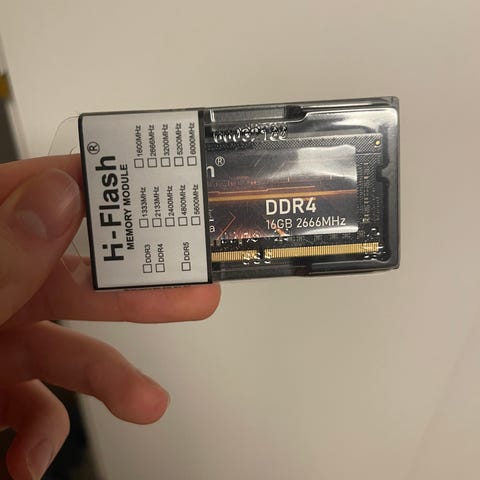 Hi-Flash®
MEMORY MODULE
DDR3 1333MHz 1600MHz
DDR4 2133MHz 2666MHz
2400MHz 3200MHz
DDR5 4800MHz 5200MHz
5600MHz 6000MHz
®
DDR4
16GB 2666MHz